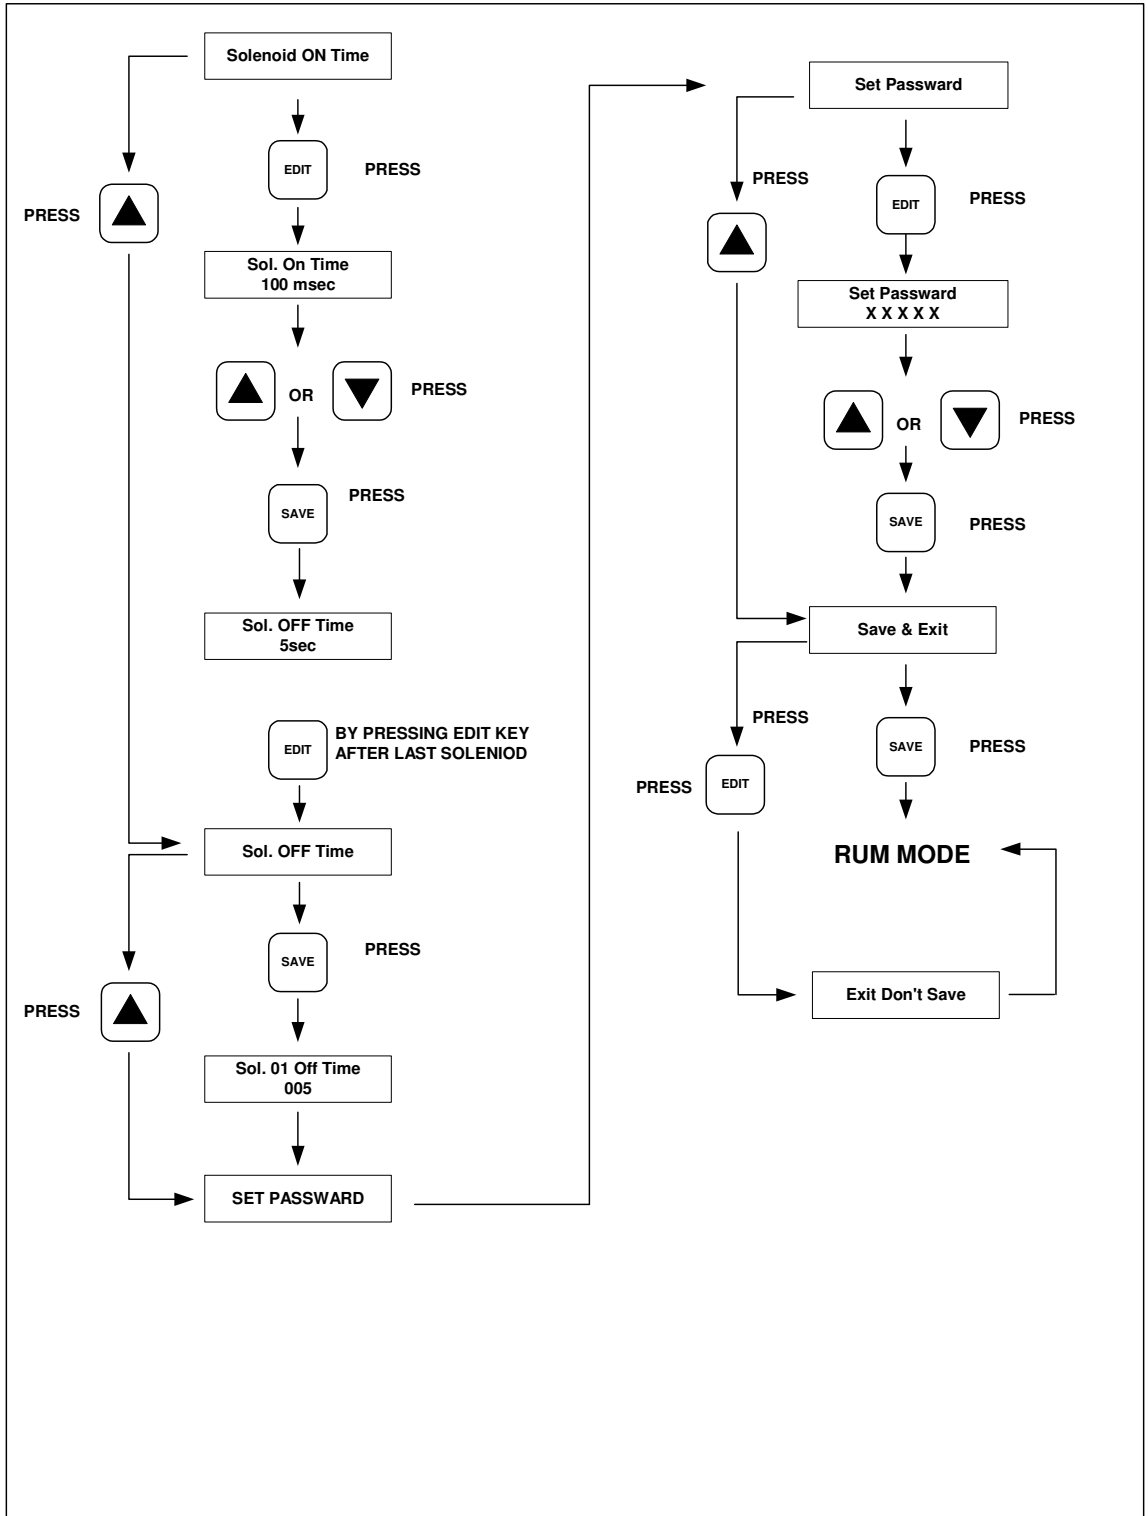 Solenoid ON Time
EDIT
PRESS
PRESS
Sol. On Time
100 msec
OR
PRESS
SAVE
PRESS
Sol. OFF Time
5sec
EDIT
BY PRESSING EDIT KEY
AFTER LAST SOLENIOD
Sol. OFF Time
SAVE
PRESS
PRESS
Sol. 01 Off Time
005
SET PASSWARD
Set Passward
PRESS
EDIT
PRESS
Set Password
X X X X X
OR
PRESS
SAVE
PRESS
Save & Exit
PRESS
SAVE
PRESS
PRESS
EDIT
RUM MODE
Exit Don't Save